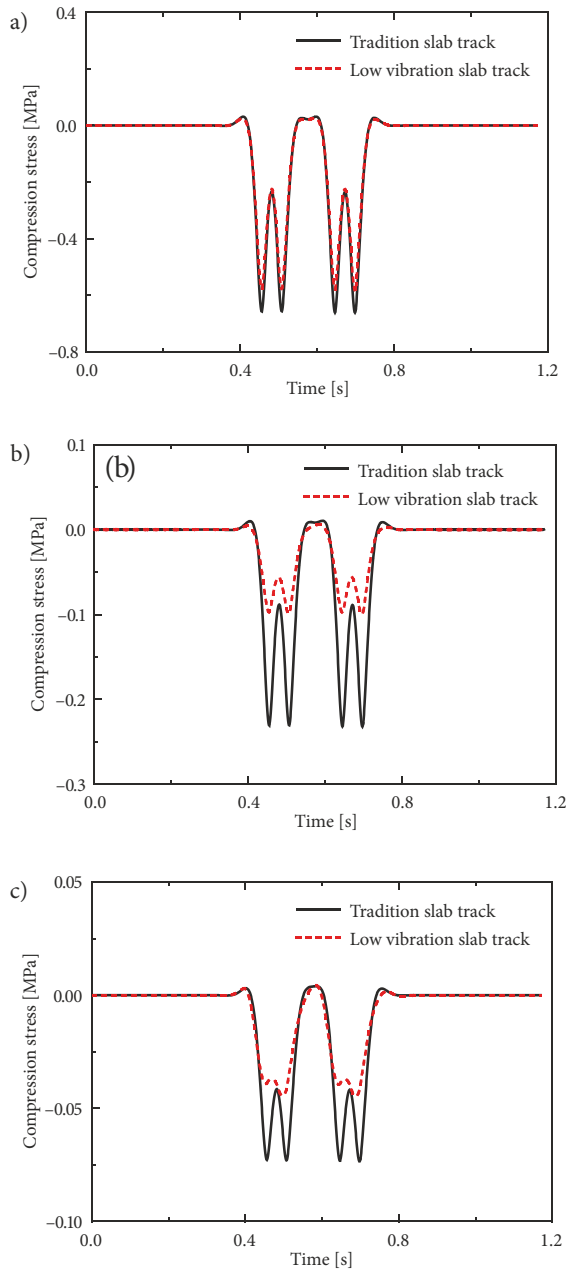 a)
0.4
Tradition slab track
Low vibration slab track
0.0
−0.4
−0.8
Compression stress [MPa]
0.0 0.4 0.8 1.2
Time [s]
b)
0.1
(b)
Tradition slab track
Low vibration slab track
0.0
−0.1
−0.2
−0.3
Compression stress [MPa]
0.0 0.4 0.8 1.2
Time [s]
c)
0.05
Tradition slab track
Low vibration slab track
0.00
−0.05
−0.10
Compression stress [MPa]
0.0 0.4 0.8 1.2
Time [s]